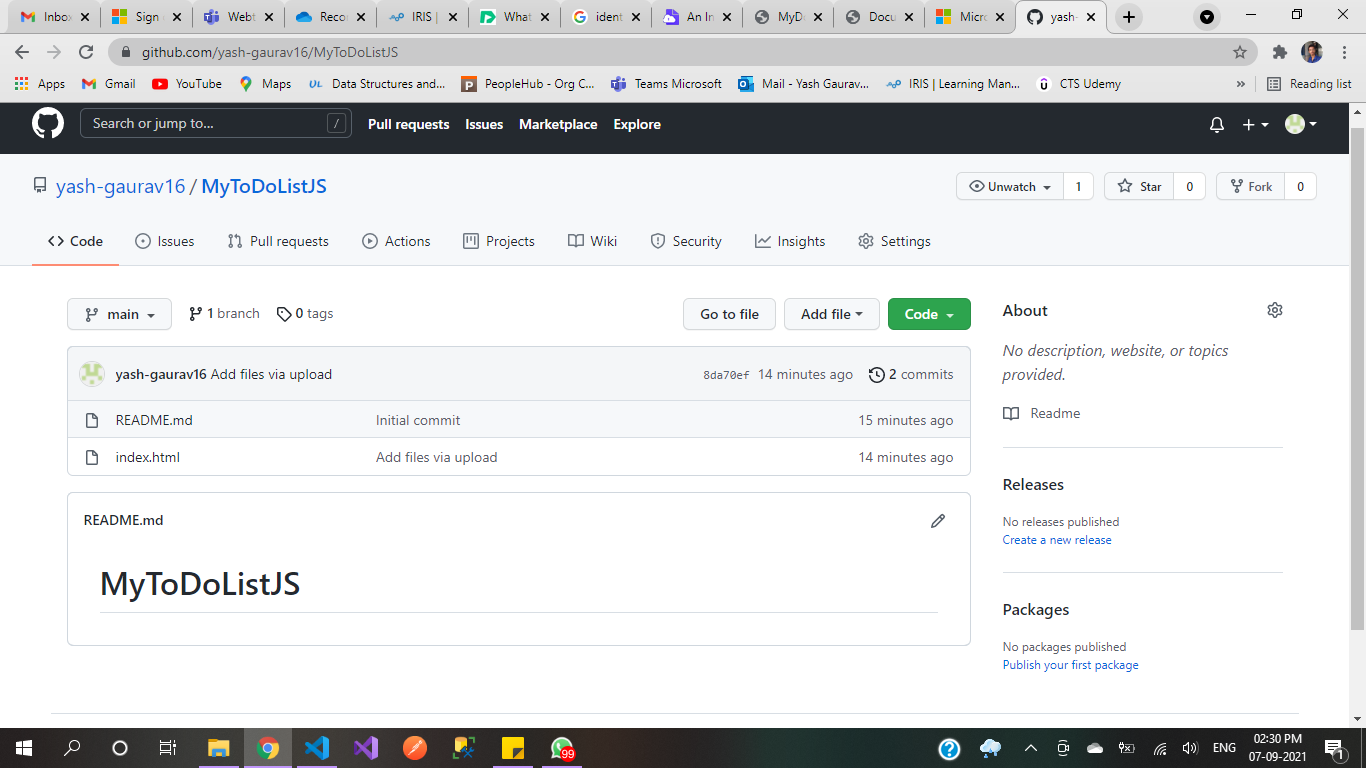 Inbox Sign Webt Reco IRIS | What ident An In MyD Docu Micro yash-
github.com/yash-gaurav16/MyToDoListJS
Apps Gmail YouTube Maps UL Data Structures and... PeopleHub - Org C... Teams Microsoft Mail - Yash Gaurav... IRIS | Learning Man... CTS Udemy » Reading list
Search or jump to... / Pull requests Issues Marketplace Explore
yash-gaurav16 / MyToDoListJS Unwatch 1 Star 0 Fork 0
Code Issues Pull requests Actions Projects Wiki Security Insights Settings
main 1 branch 0 tags Go to file Add file Code
yash-gaurav16 Add files via upload 8da70ef 14 minutes ago 2 commits
README.md Initial commit 15 minutes ago
index.html Add files via upload 14 minutes ago
README.md
MyToDoListJS
About
No description, website, or topics
provided.
Readme
Releases
No releases published
Create a new release
Packages
No packages published
Publish your first package
99 ? ENG 02:30 PM
07-09-2021 1